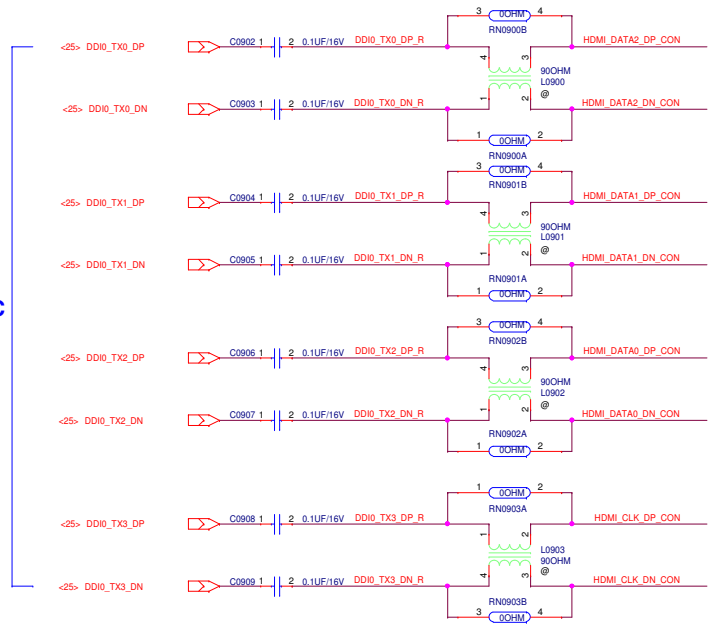 3 0OHM 4
<25> DDI0_TX0_DP C0902 1 2 0.1UF/16V DDI0_TX0_DP_R RN0900B HDMI_DATA2_DP_CON
4 3
90OHM
L0900
@
1 2
<25> DDI0_TX0_DN C0903 1 2 0.1UF/16V DDI0_TX0_DN_R HDMI_DATA2_DN_CON
1 0OHM 2
RN0900A
3 0OHM 4
RN0901B
<25> DDI0_TX1_DP C0904 1 2 0.1UF/16V DDI0_TX1_DP_R HDMI_DATA1_DP_CON
4 3
90OHM
L0901
@
1 2
<25> DDI0_TX1_DN C0905 1 2 0.1UF/16V DDI0_TX1_DN_R HDMI_DATA1_DN_CON
RN0901A
1 0OHM 2
C
3 0OHM 4
RN0902B
<25> DDI0_TX2_DP C0906 1 2 0.1UF/16V DDI0_TX2_DP_R HDMI_DATA0_DP_CON
4 3
90OHM
L0902
@
1 2
<25> DDI0_TX2_DN C0907 1 2 0.1UF/16V DDI0_TX2_DN_R HDMI_DATA0_DN_CON
RN0902A
1 0OHM 2
1 0OHM 2
RN0903A
<25> DDI0_TX3_DP C0908 1 2 0.1UF/16V DDI0_TX3_DP_R HDMI_CLK_DP_CON
1 2
L0903
90OHM
@
4 3
<25> DDI0_TX3_DN C0909 1 2 0.1UF/16V DDI0_TX3_DN_R HDMI_CLK_DN_CON
RN0903B
3 0OHM 4